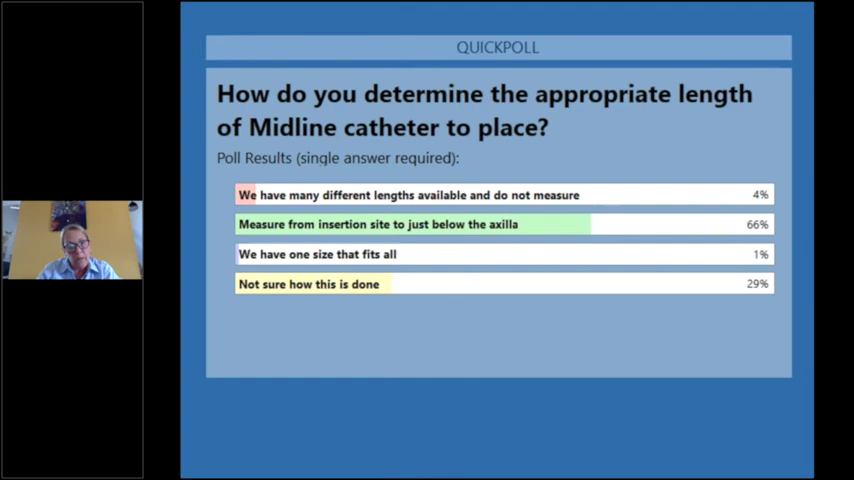 QUICKPOLL
How do you determine the appropriate length
of Midline catheter to place?
Poll Results (single answer required):
We have many different lengths available and do not measure 4%
Measure from insertion site to just below the axilla 66%
We have one size that fits all 1%
Not sure how this is done 29%